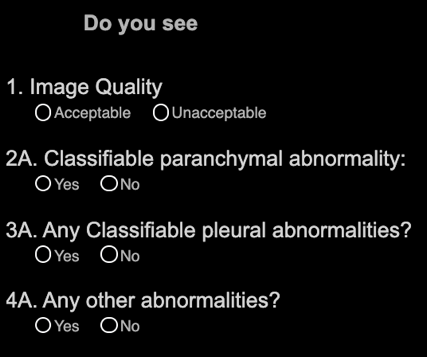 Do you see
1. Image Quality
Acceptable Unacceptable
2A. Classifiable paranchymal abnormality:
Yes No
3A. Any Classifiable pleural abnormalities?
Yes No
4A. Any other abnormalities?
Yes No